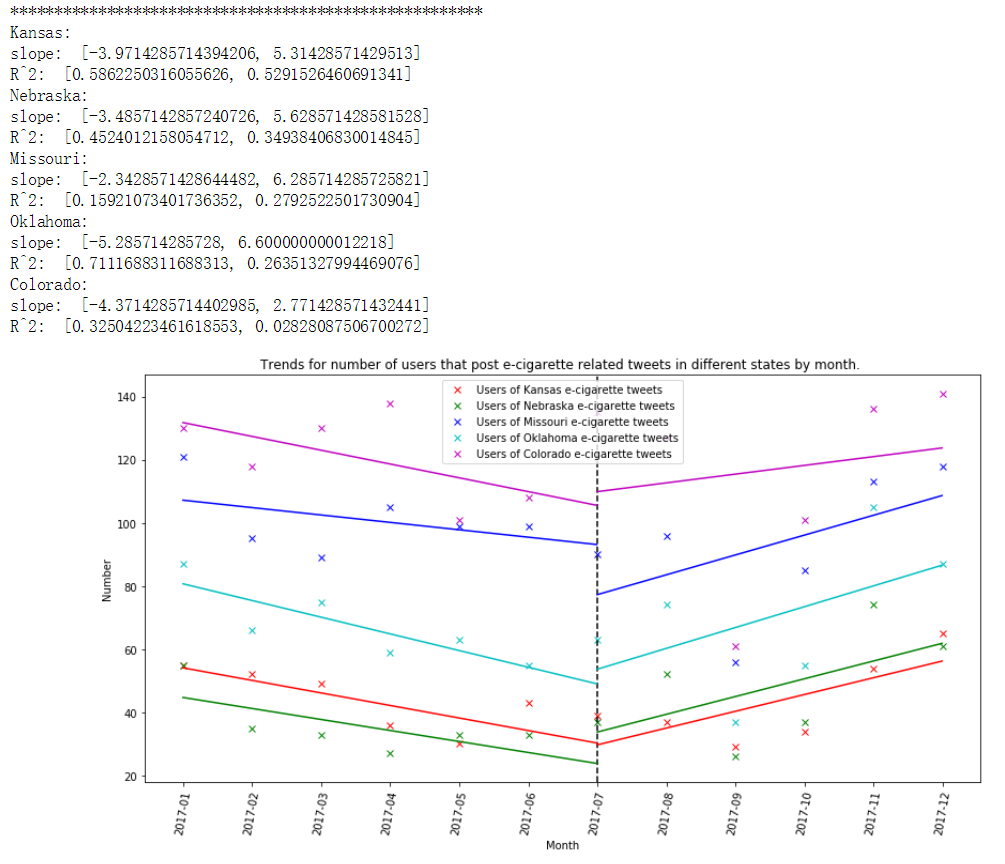 ******************************************************
Kansas:
slope:  [-3.9714285714394206, 5.31428571429513]
R^2:  [0.5862250316055626, 0.5291526460691341]
Nebraska:
slope:  [-3.4857142857240726, 5.628571428581528]
R^2:  [0.4524012158054712, 0.34938406830014845]
Missouri:
slope:  [-2.3428571428644482, 6.285714285725821]
R^2:  [0.15921073401736352, 0.2792522501730904]
Oklahoma:
slope:  [-5.285714285728, 6.600000000012218]
R^2:  [0.7111688311688313, 0.26351327994469076]
Colorado:
slope:  [-4.3714285714402985, 2.771428571432441]
R^2:  [0.32504223461618553, 0.02828087506700272]
Trends for number of users that post e-cigarette related tweets in different states by month.
Users of Kansas e-cigarette tweets
Users of Nebraska e-cigarette tweets
Users of Missouri e-cigarette tweets
Users of Oklahoma e-cigarette tweets
Users of Colorado e-cigarette tweets
Number
140
120
100
80
60
40
20
2017-01
2017-02
2017-03
2017-04
2017-05
2017-06
2017-07
2017-08
2017-09
2017-10
2017-11
2017-12
Month